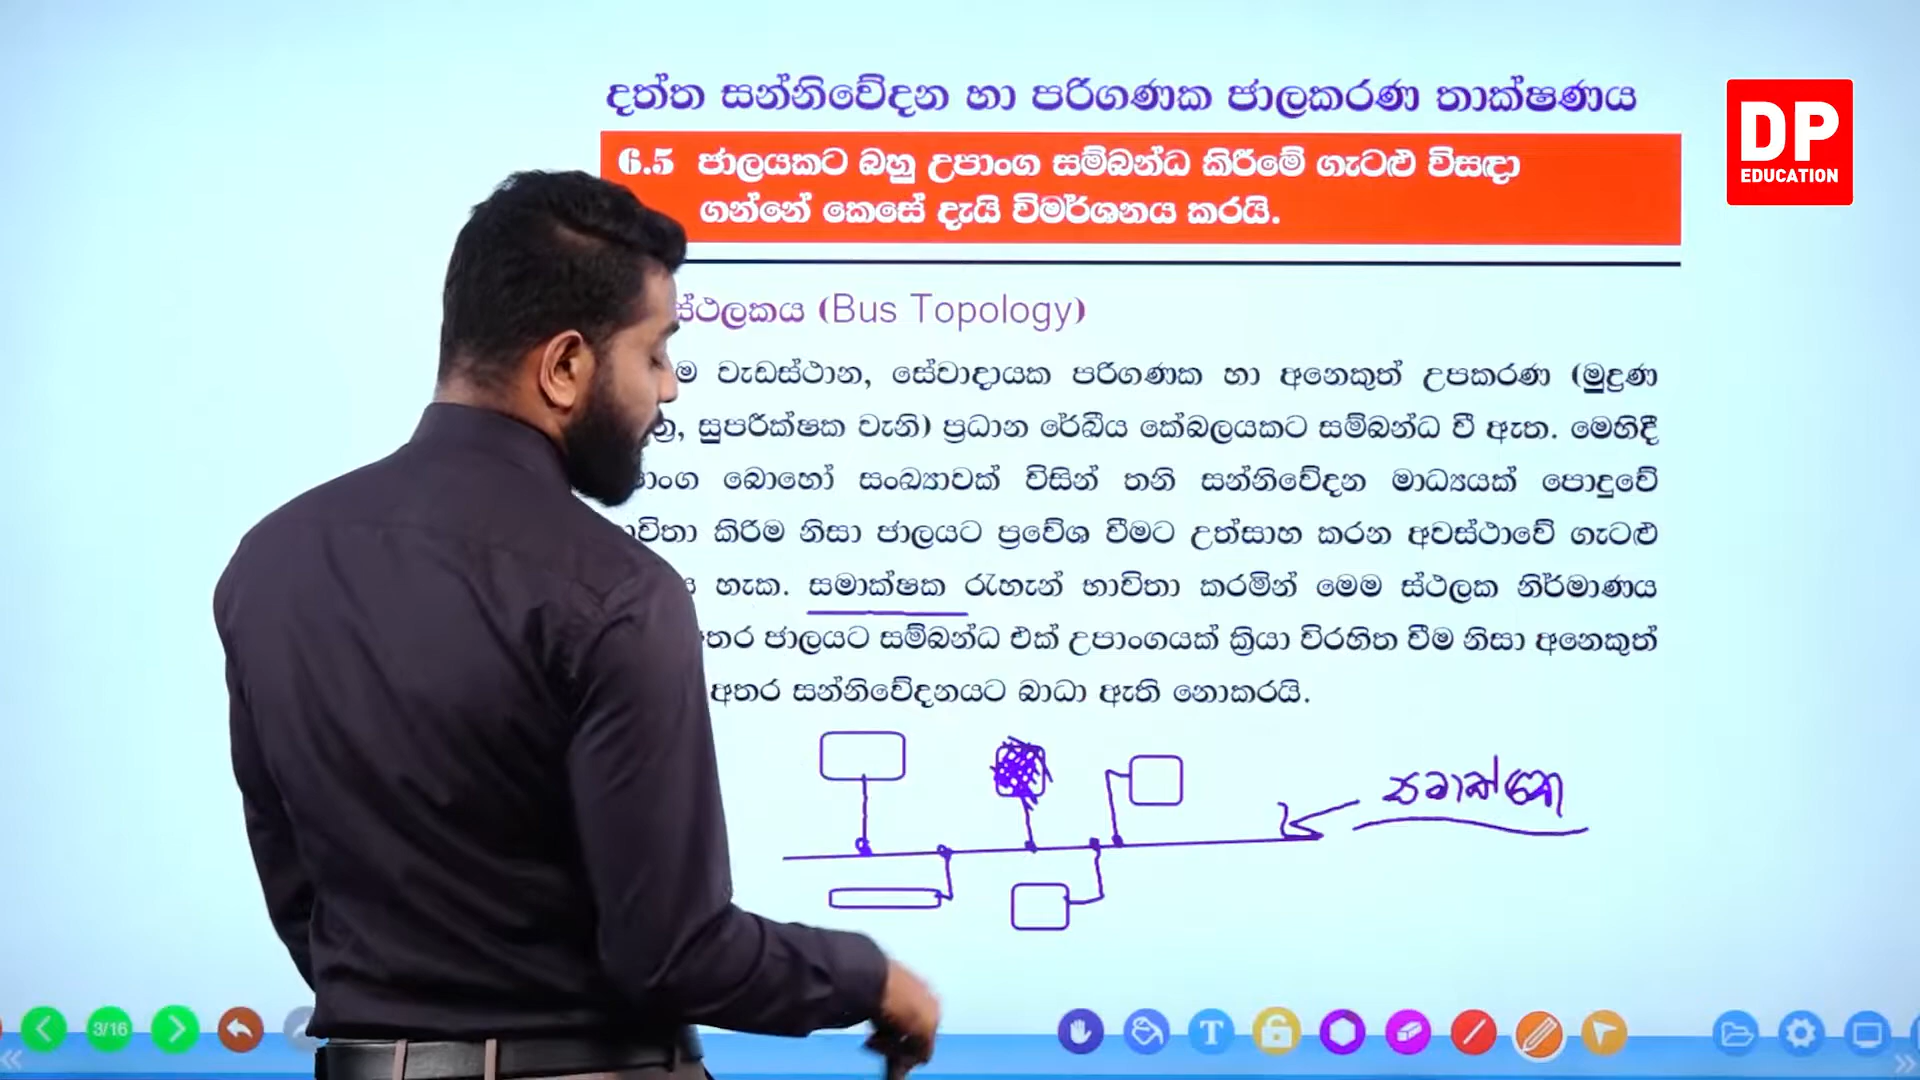 දත්ත සන්නිවේදන හා පරිගණක ජාලකරණ තාක්ෂණය
DP
EDUCATION
6.5 ජාලයකට බහු උපාංග සම්බන්ධ කිරීමේ ගැටළු විසඳා
ගන්නේ කෙසේ දැයි විමර්ශනය කරයි.
ස්ථලකය (Bus Topology)
ම වැඩස්ථාන, සේවාදායක පරිගණක හා අනෙකුත් උපකරණ (මුද්‍රණ
සුපරීක්ෂක වැනි) ප්‍රධාන රේඛීය කේබලයකට සම්බන්ධ වී ඇත. මෙහිදී
බොහෝ සංඛ්‍යාවක් විසින් තනි සන්නිවේදන මාධ්‍යයක් පොදුවේ
කිරීම නිසා ජාලයට ප්‍රවේශ වීමට උත්සාහ කරන අවස්ථාවේ ගැටළු
හැක. සමාක්ෂක රැහැන් භාවිතා කරමින් මෙම ස්ථලක නිර්මාණය
ජාලයට සම්බන්ධ එක් උපාංගයක් ක්‍රියා විරහිත වීම නිසා අනෙකුත්
අතර සන්නිවේදනයට බාධා ඇති නොකරයි.
3/16
T